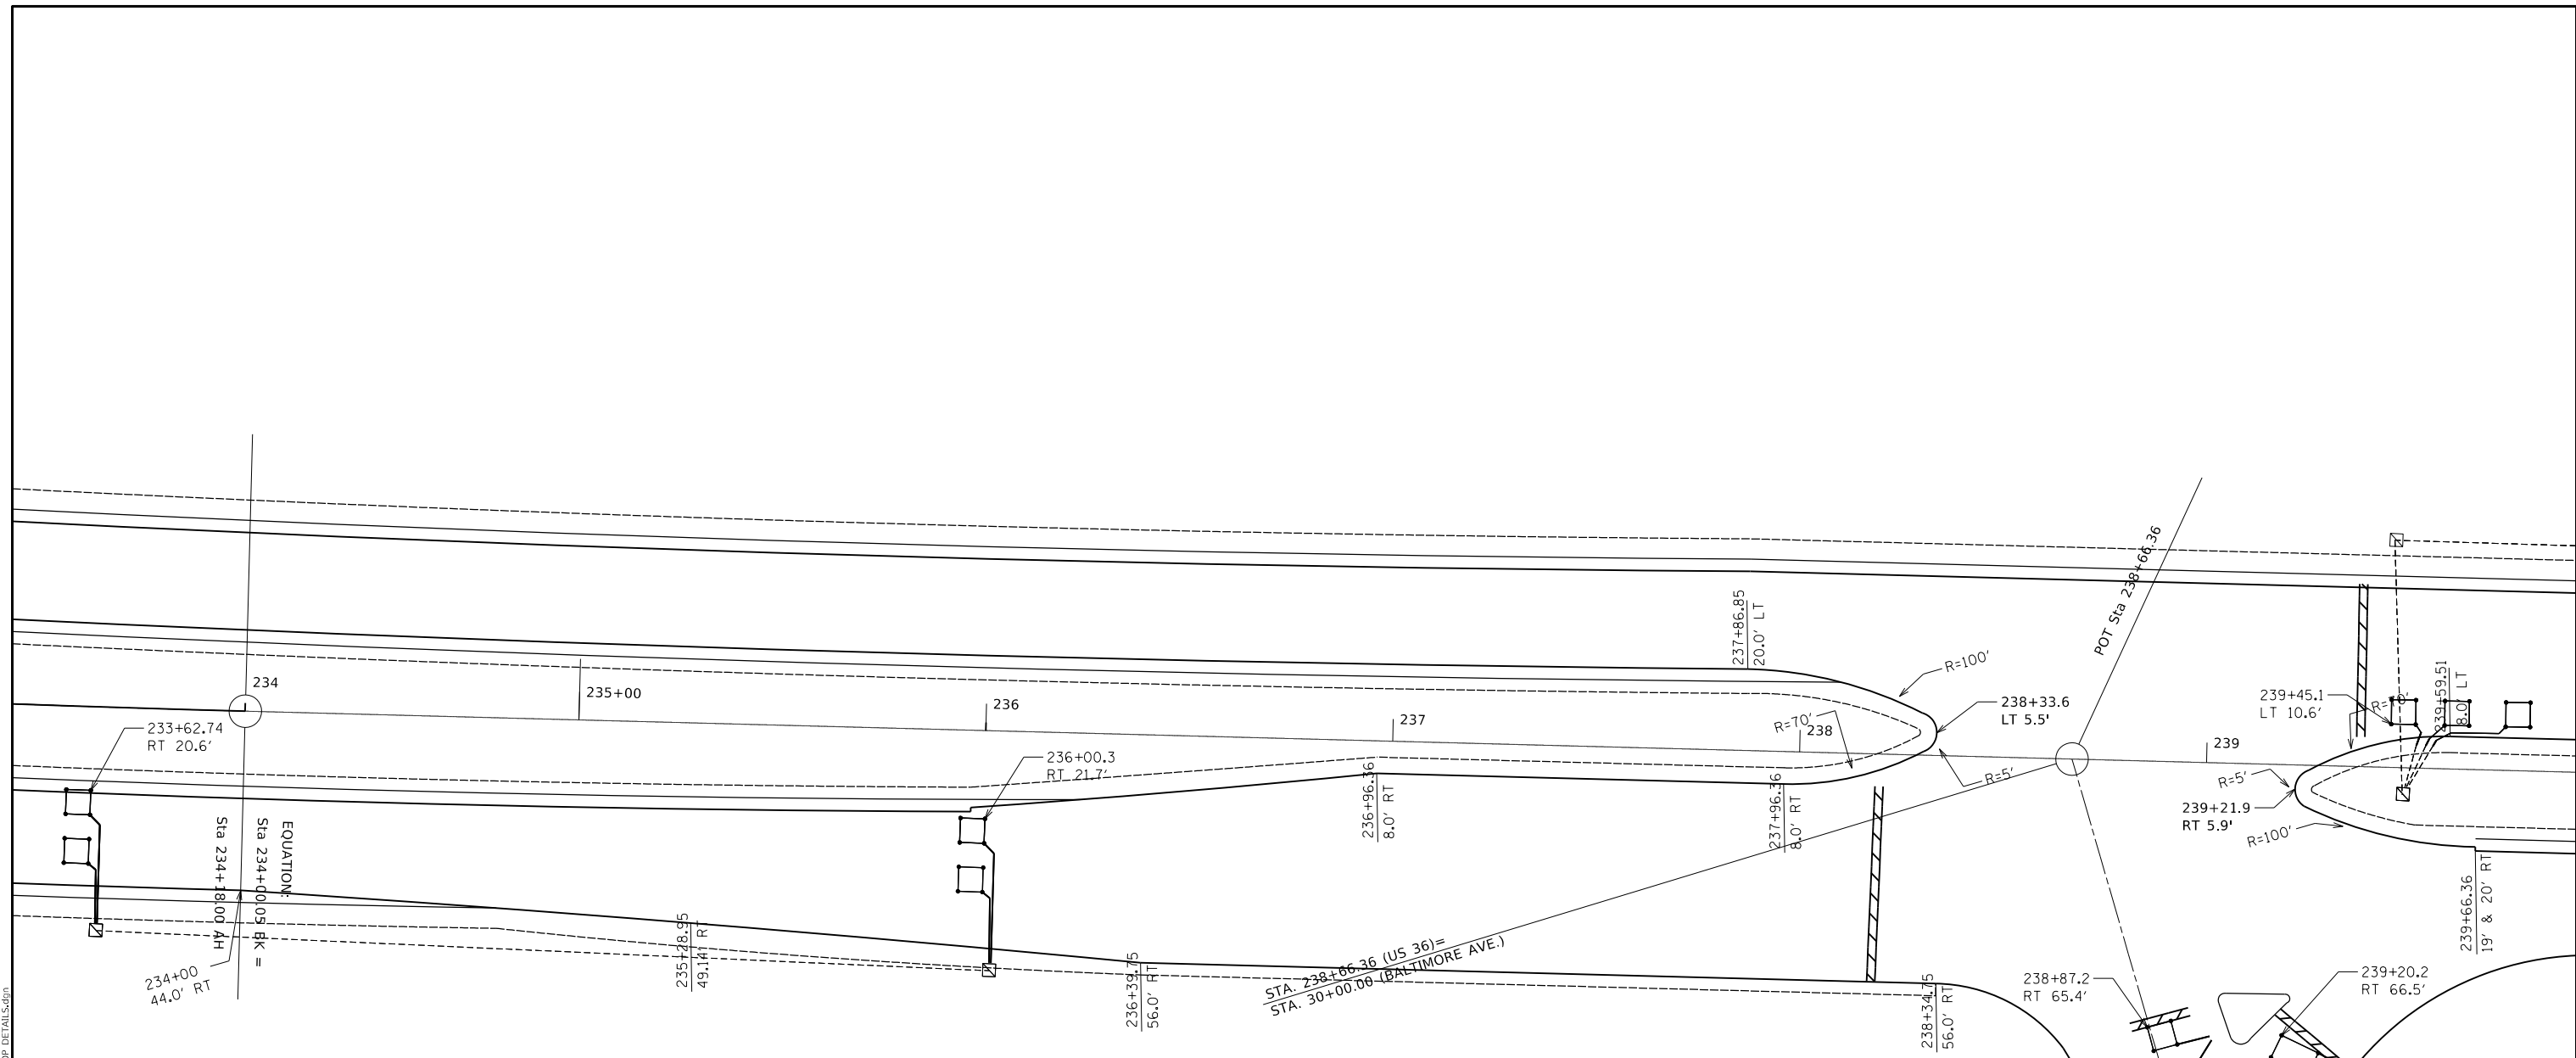 234
233+62.74
RT 20.6'
235+00
236
236+00.3
RT 21.7'
237
238
237+86.85
20.0' LT
R=100'
238+33.6
LT 5.5'
R=70'
R=5'
POT Sta 238+66.36
239
239+45.1
LT 10.6'
239+59.51
8.0' LT
R=5'
239+21.9
RT 5.9'
R=100'
236+96.36
8.0' RT
237+96.36
8.0' RT
EQUATION:
Sta 234+00.05 BK =
Sta 234+18.00 AH
234+00
44.0' RT
235+28.95
49.14' RT
236+39.75
56.0' RT
STA. 238+66.36 (US 36)=
STA. 30+00.00 (BALTIMORE AVE.)
238+34.75
56.0' RT
238+87.2
RT 65.4'
239+20.2
RT 66.5'
239+66.36
19' & 20' RT
OP DETAILS.dgn